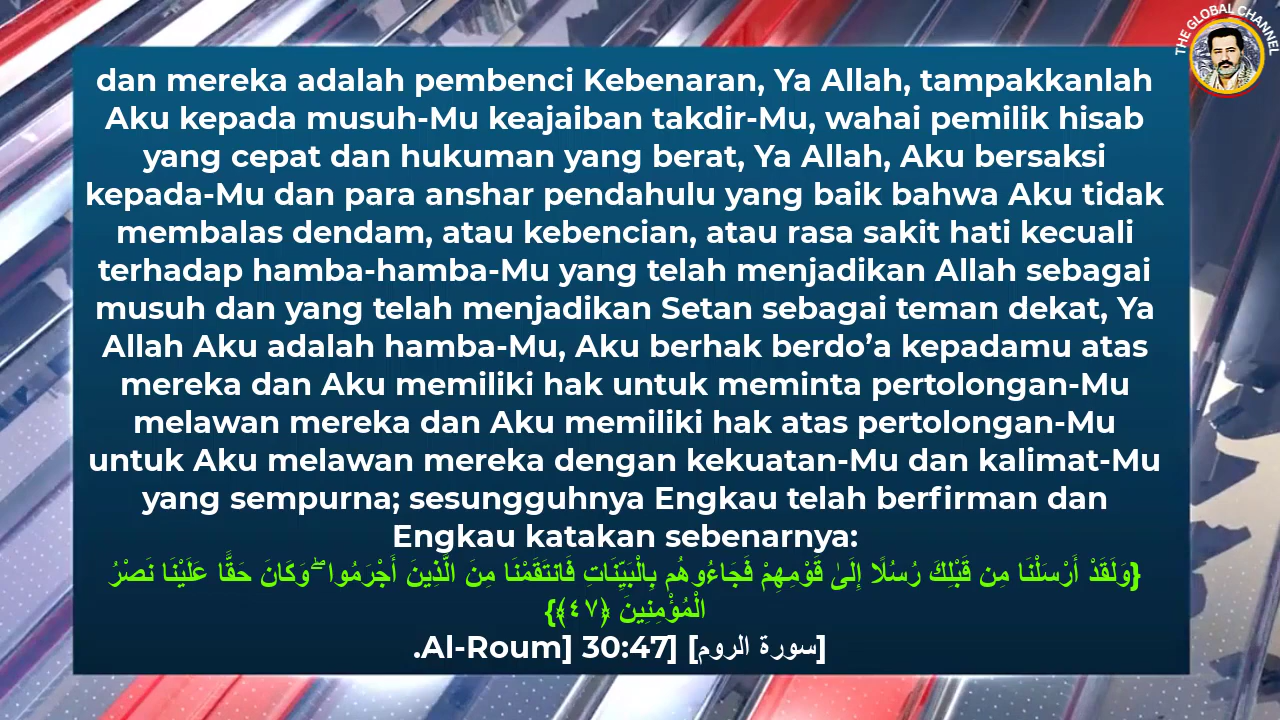 THE GLOBAL CHANNEL
dan mereka adalah pembenci Kebenaran, Ya Allah, tampakkanlah
Aku kepada musuh-Mu keajaiban takdir-Mu, wahai pemilik hisab
yang cepat dan hukuman yang berat, Ya Allah, Aku bersaksi
kepada-Mu dan para anshar pendahulu yang baik bahwa Aku tidak
membalas dendam, atau kebencian, atau rasa sakit hati kecuali
terhadap hamba-hamba-Mu yang telah menjadikan Allah sebagai
musuh dan yang telah menjadikan Setan sebagai teman dekat, Ya
Allah Aku adalah hamba-Mu, Aku berhak berdo’a kepadamu atas
mereka dan Aku memiliki hak untuk meminta pertolongan-Mu
melawan mereka dan Aku memiliki hak atas pertolongan-Mu
untuk Aku melawan mereka dengan kekuatan-Mu dan kalimat-Mu
yang sempurna; sesungguhnya Engkau telah berfirman dan
Engkau katakan sebenarnya:
{وَلَقَدْ أَرْسَلْنَا مِن قَبْلِكَ رُسُلًا إِلَىٰ قَوْمِهِمْ فَجَاءُوهُم بِالْبَيِّنَاتِ فَانتَقَمْنَا مِنَ الَّذِينَ أَجْرَمُوا ۖ وَكَانَ حَقًّا عَلَيْنَا نَصْرُ
الْمُؤْمِنِينَ ﴿٤٧﴾}
.Al-Roum] 30:47] [سورة الروم]